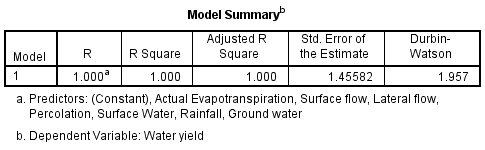 Model Summaryb
Model R R Square Adjusted R Square Std. Error of the Estimate Durbin-Watson
1 1.000a 1.000 1.000 1.45582 1.957
a. Predictors: (Constant), Actual Evapotranspiration, Surface flow, Lateral flow,
Percolation, Surface Water, Rainfall, Ground water
b. Dependent Variable: Water yield